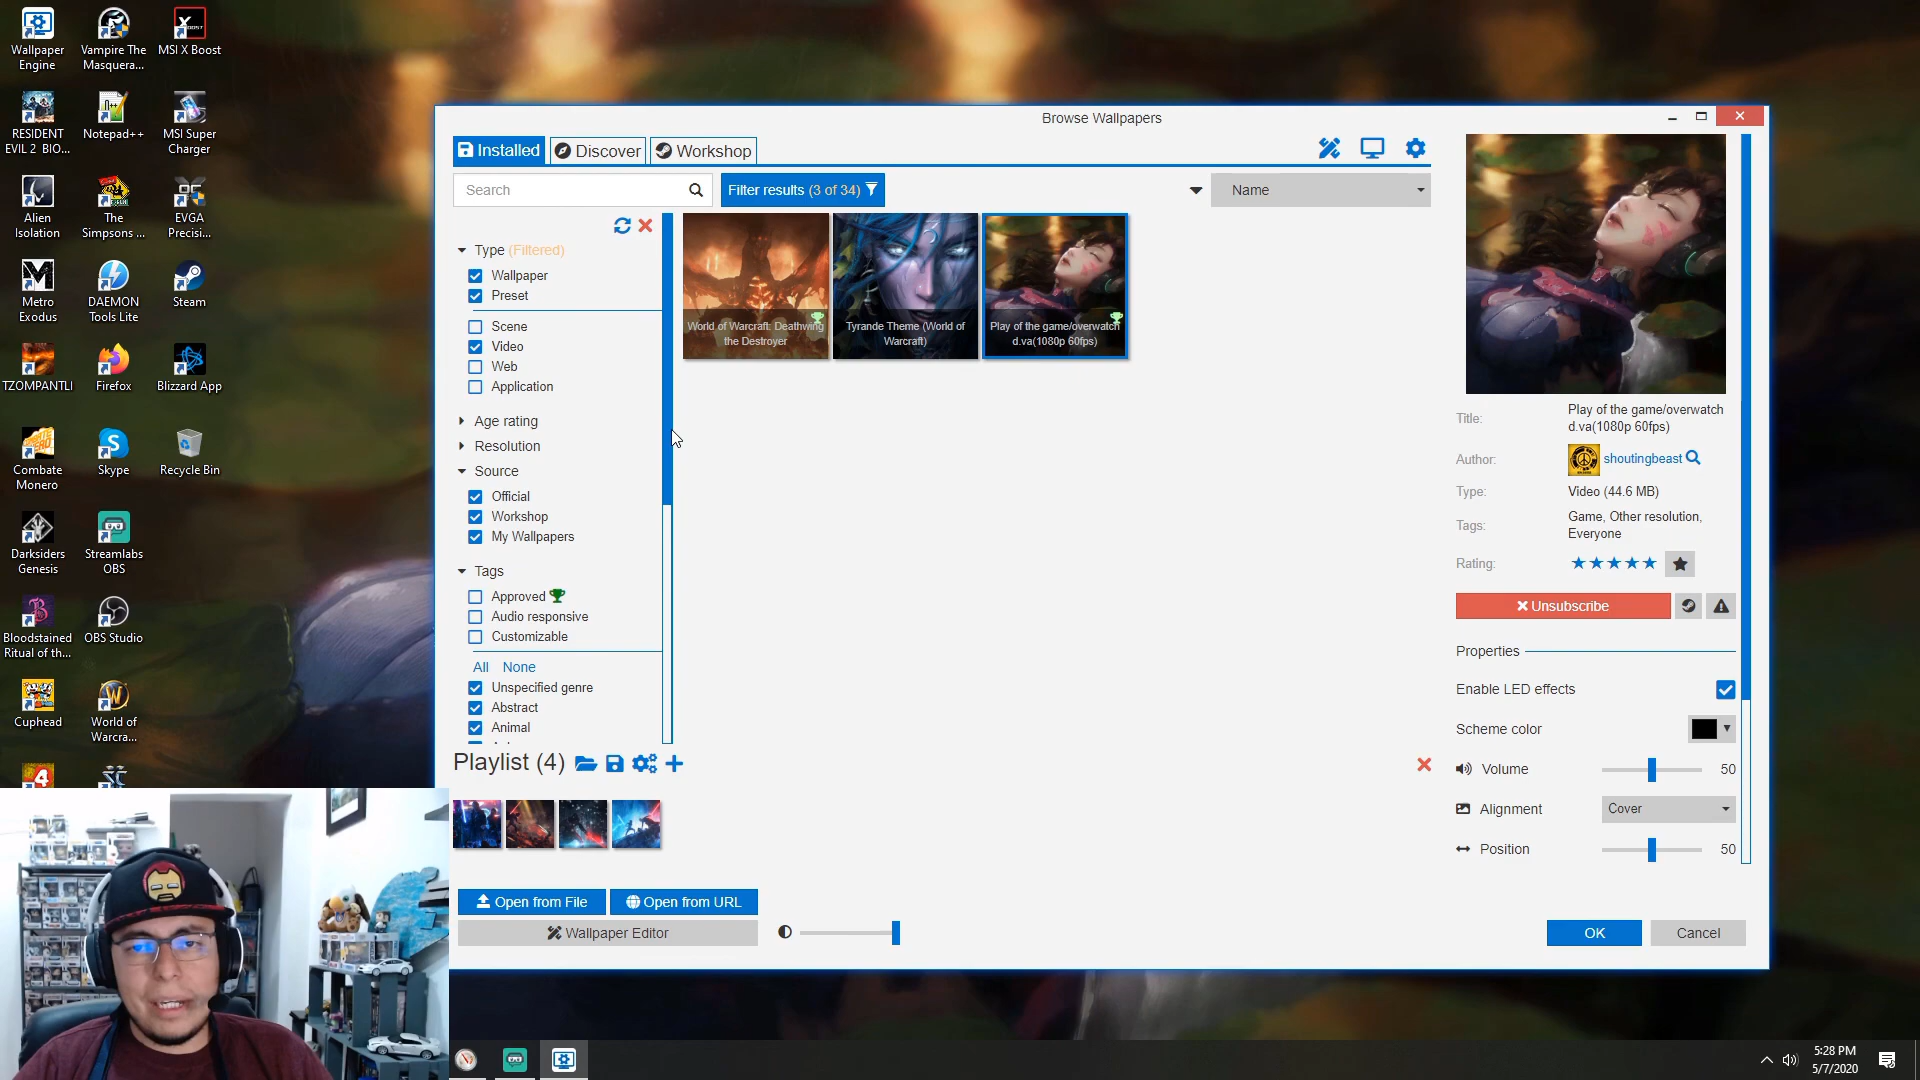 Wallpaper
Engine
Vampire The
Masquera...
MSI X Boost
RESIDENT
EVIL 2 BIO...
Notepad++
MSI Super
Charger
Alien
Isolation
The
Simpsons ...
EVGA
Precisi...
Metro
Exodus
DAEMON
Tools Lite
Steam
TZOMPANTLI
Firefox
Blizzard App
Combate
Monero
Skype
Recycle Bin
Darksiders
Genesis
Streamlabs
OBS
Bloodstained
Ritual of th...
OBS Studio
Cuphead
World of
Warcra...
Browse Wallpapers
Installed
Discover
Workshop
Search
Filter results (3 of 34)
Name
Type (Filtered)
Wallpaper
Preset
Scene
Video
Web
Application
Age rating
Resolution
Source
Official
Workshop
My Wallpapers
Tags
Approved
Audio responsive
Customizable
All None
Unspecified genre
Abstract
Animal
World of Warcraft: Deathwing
the Destroyer
Tyrande Theme (World of
Warcraft)
Play of the game/overwatch
d.va(1080p 60fps)
Title:
Play of the game/overwatch
d.va(1080p 60fps)
Author:
shoutingbeast
Type:
Video (44.6 MB)
Tags:
Game, Other resolution,
Everyone
Rating:
Unsubscribe
Properties
Enable LED effects
Scheme color
Volume
50
Alignment
Cover
Position
50
Playlist (4)
Open from File
Open from URL
Wallpaper Editor
OK
Cancel
5:28 PM
5/7/2020